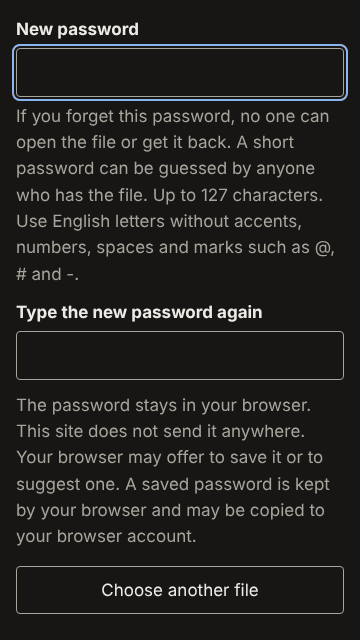 New password
If you forget this password, no one can
open the file or get it back. A short
password can be guessed by anyone
who has the file. Up to 127 characters.
Use English letters without accents,
numbers, spaces and marks such as @,
# and -.
Type the new password again
The password stays in your browser.
This site does not send it anywhere.
Your browser may offer to save it or to
suggest one. A saved password is kept
by your browser and may be copied to
your browser account.
Choose another file